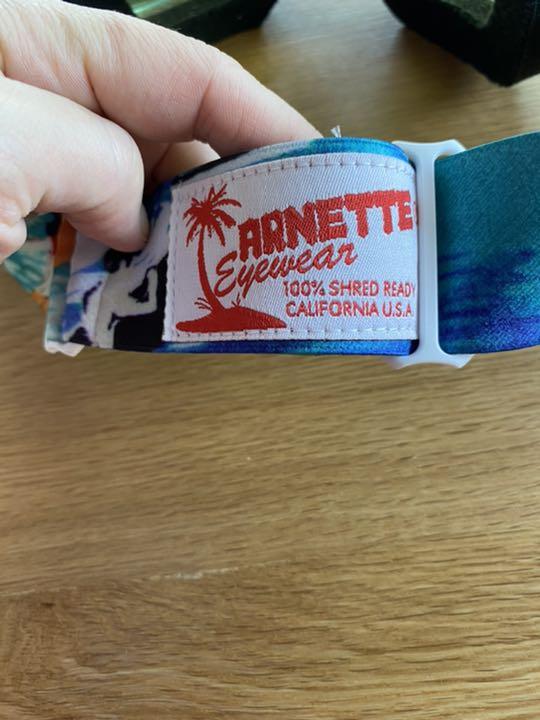 ARNETTE
Eyewear
100% SHRED READY
CALIFORNIA U.S.A